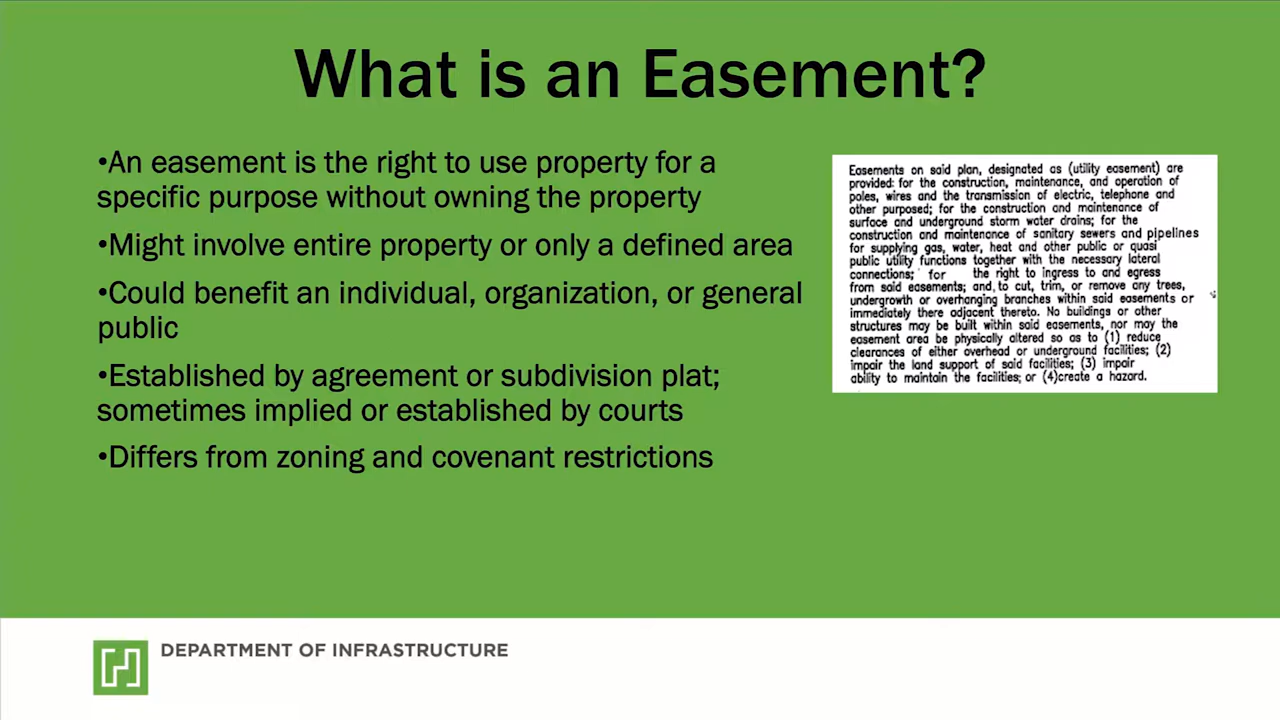 What is an Easement?
•An easement is the right to use property for a
specific purpose without owning the property
•Might involve entire property or only a defined area
•Could benefit an individual, organization, or general
public
•Established by agreement or subdivision plat;
sometimes implied or established by courts
•Differs from zoning and covenant restrictions
Easements on said plan, designated as (utility easement) are
provided: for the construction, maintenance, and operation of
poles, wires and the transmission of electric, telephone and
other purposed; for the construction and maintenance of
surface and underground storm water drains; for the
construction and maintenance of sanitary sewers and pipelines
for supplying gas, water, heat and other public or quasi
public utility functions together with the necessary lateral
connections; for the right to ingress to and egress
from said easements; and, to cut, trim, or remove any trees,
undergrowth or overhanging branches within said easements or
immediately there adjacent thereto. No buildings or other
structures may be built within said easements, nor may the
easement area be physically altered so as to (1) reduce
clearances of either overhead or underground facilities; (2)
impair the land support of said facilities; (3) impair
ability to maintain the facilities; or (4)create a hazard.
DEPARTMENT OF INFRASTRUCTURE